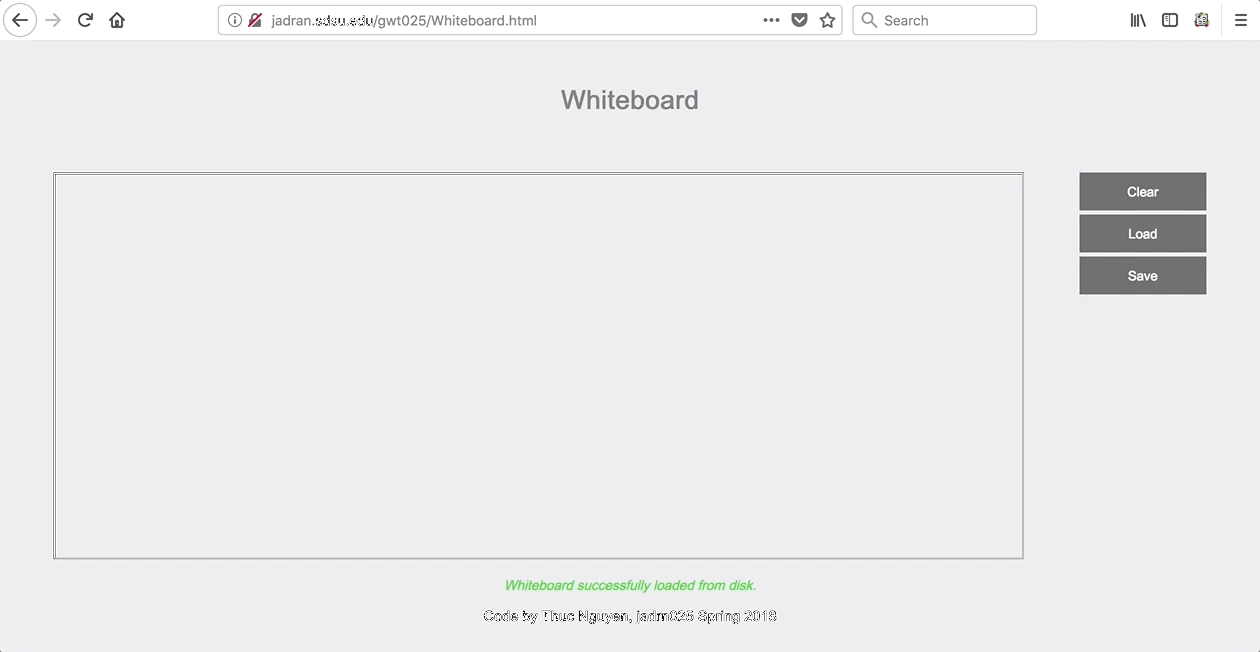 jadran.sdsu.edu/gwt025/Whiteboard.html
Search
Whiteboard
Clear
Load
Save
Whiteboard successfully loaded from disk.
Code by Thuc Nguyen, jadrn025 Spring 2018